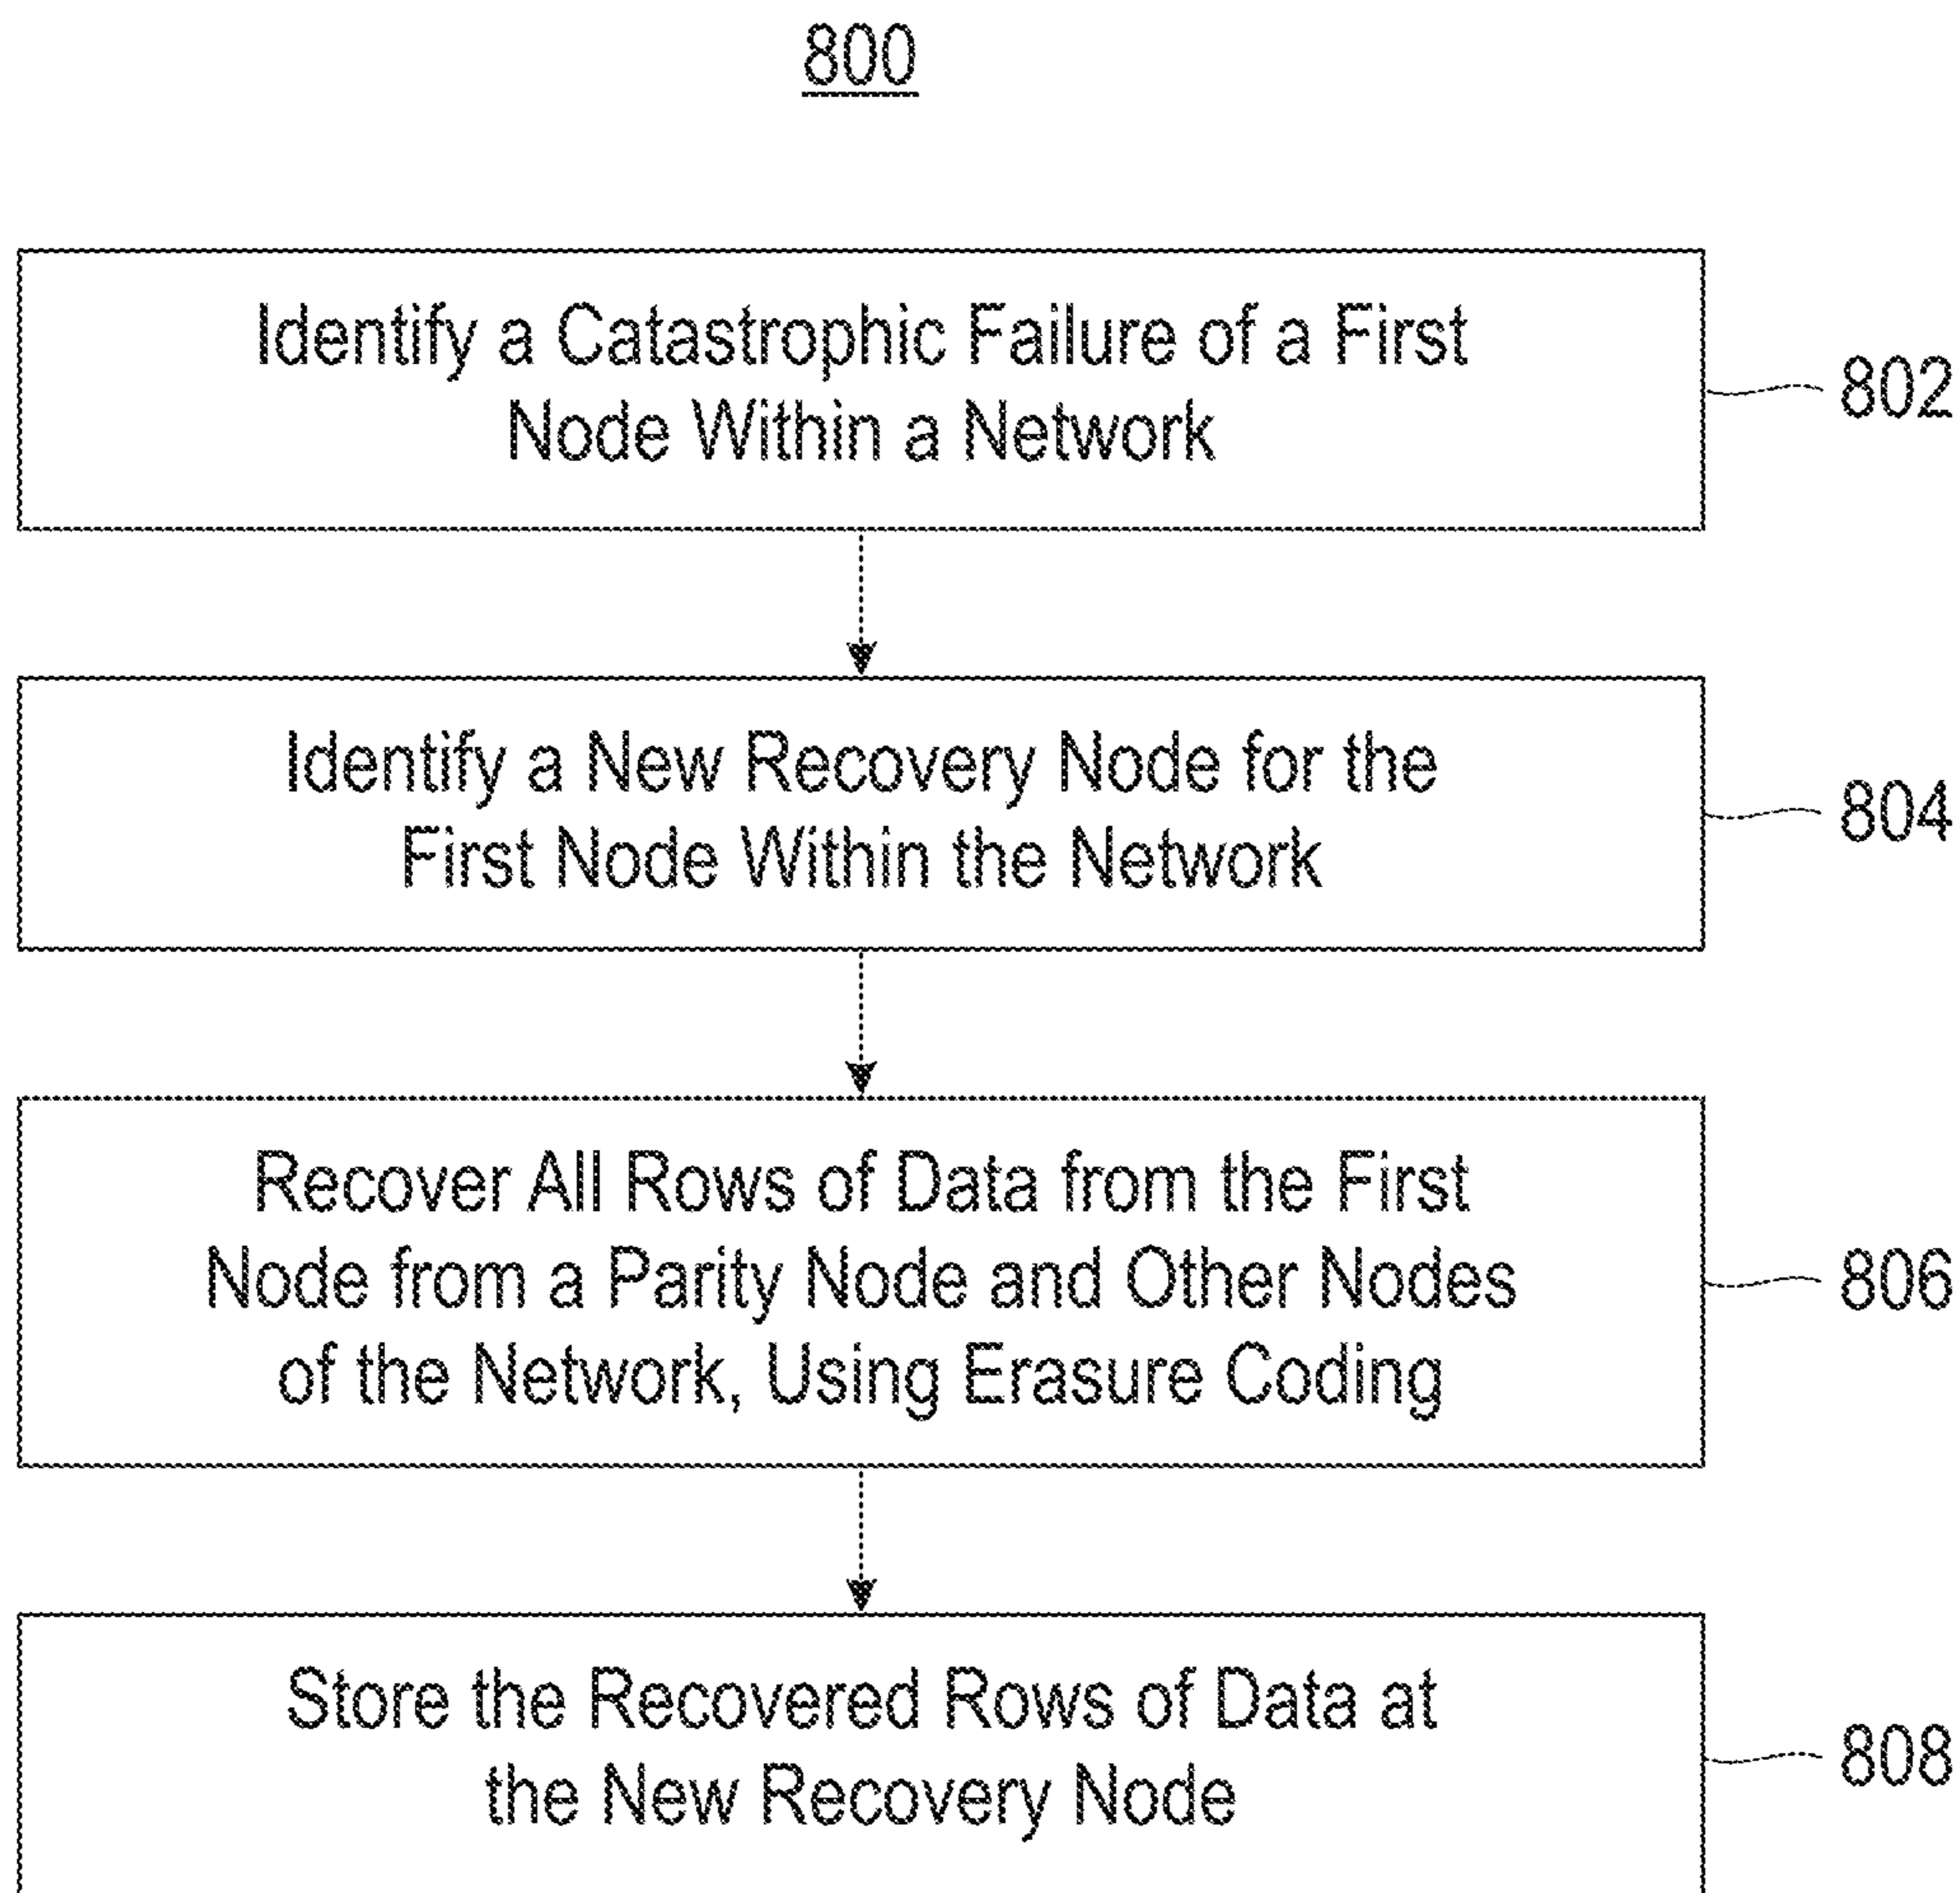 800
Identify a Catastrophic Failure of a First
Node Within a Network
802
Identify a New Recovery Node for the
First Node Within the Network
804
Recover All Rows of Data from the First
Node from a Parity Node and Other Nodes
of the Network, Using Erasure Coding
806
Store the Recovered Rows of Data at
the New Recovery Node
808